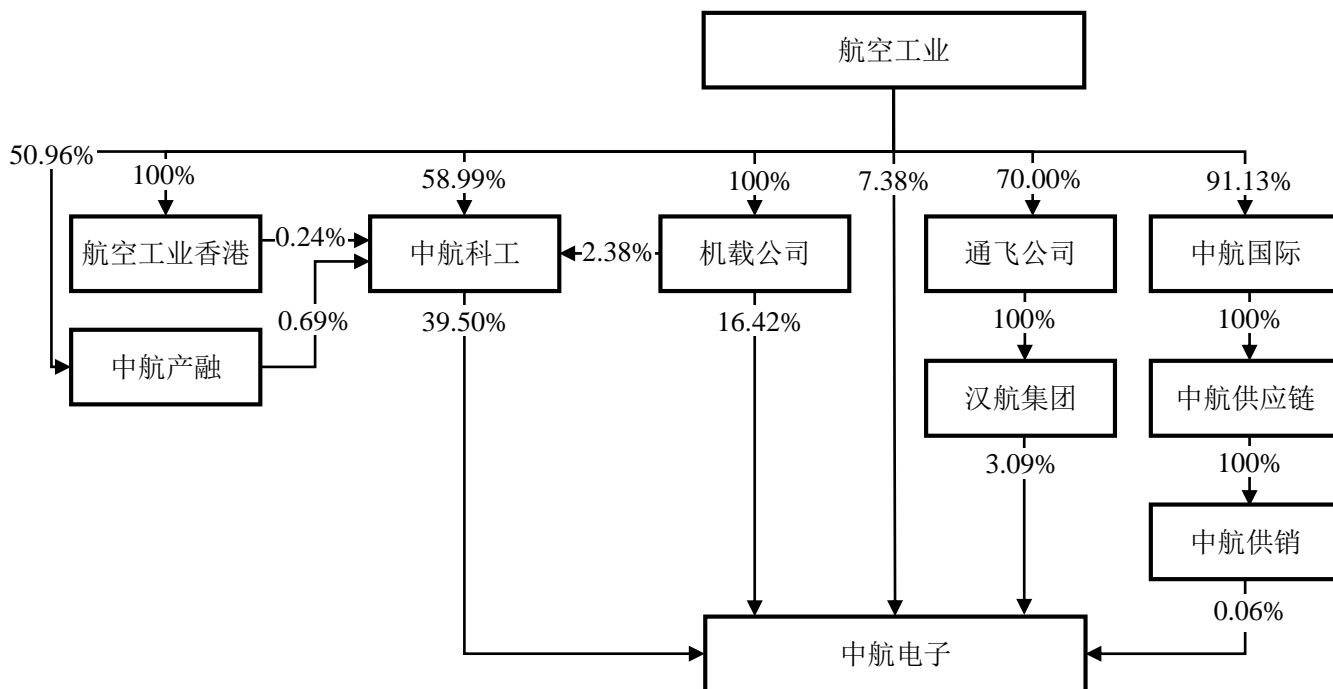 航空工业
50.96%
100%
58.99%
100%
7.38%
70.00%
91.13%
航空工业香港
0.24%
中航科工
2.38%
机载公司
通飞公司
中航国际
0.69%
39.50%
16.42%
100%
100%
中航产融
汉航集团
中航供应链
3.09%
100%
中航供销
0.06%
中航电子